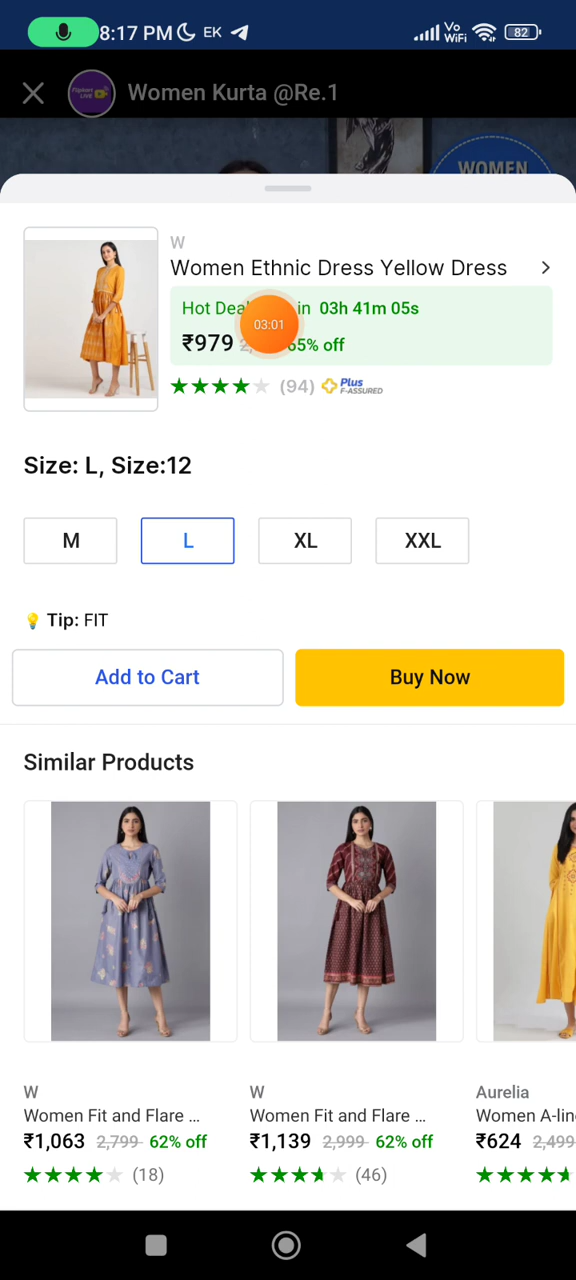 8:17 PM EK Vo WiFi 82
Flipkart LIVE Women Kurta @Re.1
WOMEN
W
Women Ethnic Dress Yellow Dress
Hot Dea in 03h 41m 05s
03:01
₹979 65% off
(94) Plus F-ASSURED
Size: L, Size:12
M L XL XXL
Tip: FIT
Add to Cart Buy Now
Similar Products
W W Aurelia
Women Fit and Flare ... Women Fit and Flare ... Women A-lin
₹1,063 2,799 62% off ₹1,139 2,999 62% off ₹624 2,499
(18) (46)